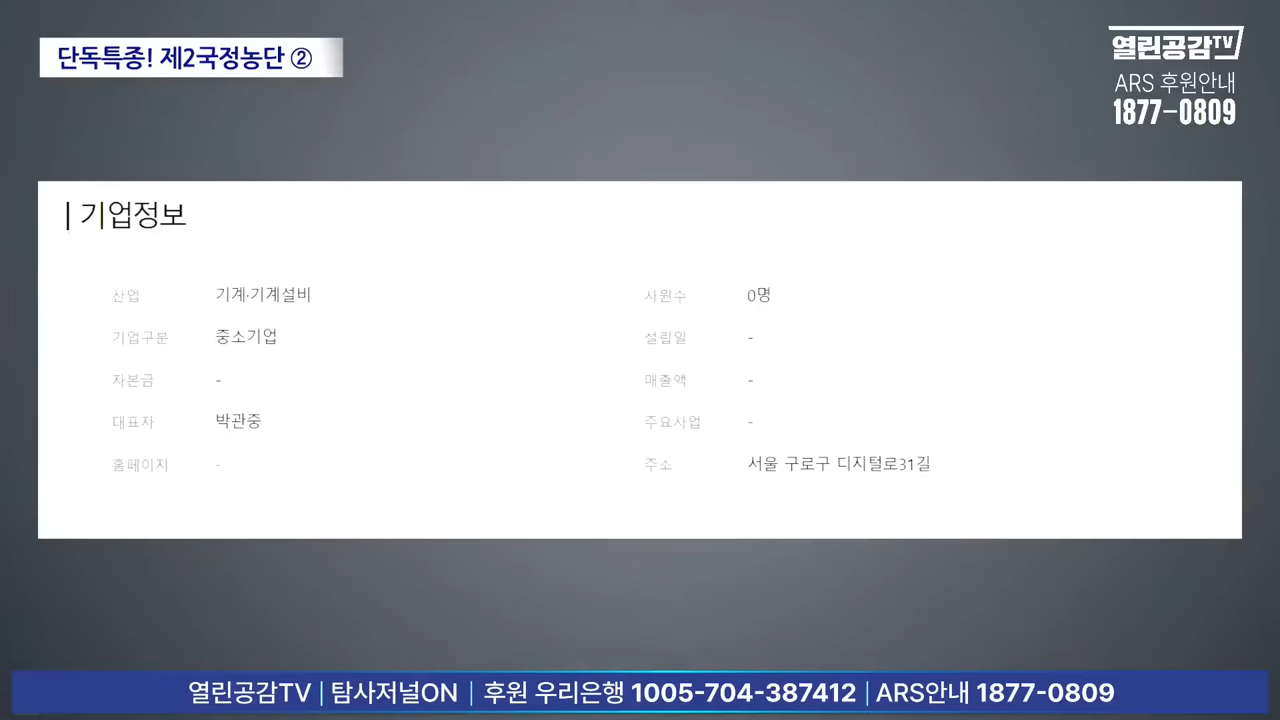 단독특종! 제2국정농단 ②
열린공감TV
ARS 후원안내
1877-0809
| 기업정보
산업 기계·기계설비 사원수 0명
기업구분 중소기업 설립일 -
자본금 - 매출액 -
대표자 박관중 주요사업 -
홈페이지 - 주소 서울 구로구 디지털로31길
열린공감TV | 탐사저널ON | 후원 우리은행 1005-704-387412 | ARS안내 1877-0809